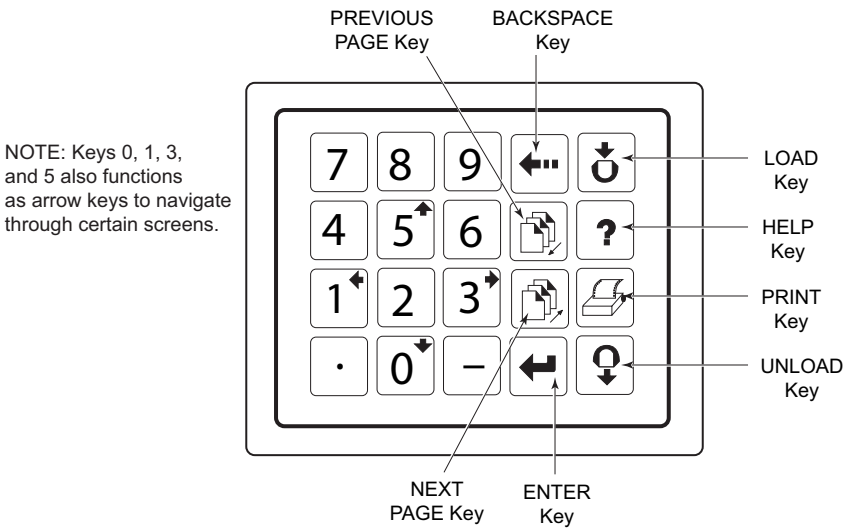 PREVIOUS
PAGE Key
BACKSPACE
Key
NOTE: Keys 0, 1, 3,
and 5 also functions
as arrow keys to navigate
through certain screens.
7 8 9
LOAD
Key
4 5 6 ?
HELP
Key
1 2 3
PRINT
Key
. 0 –
UNLOAD
Key
NEXT
PAGE Key
ENTER
Key